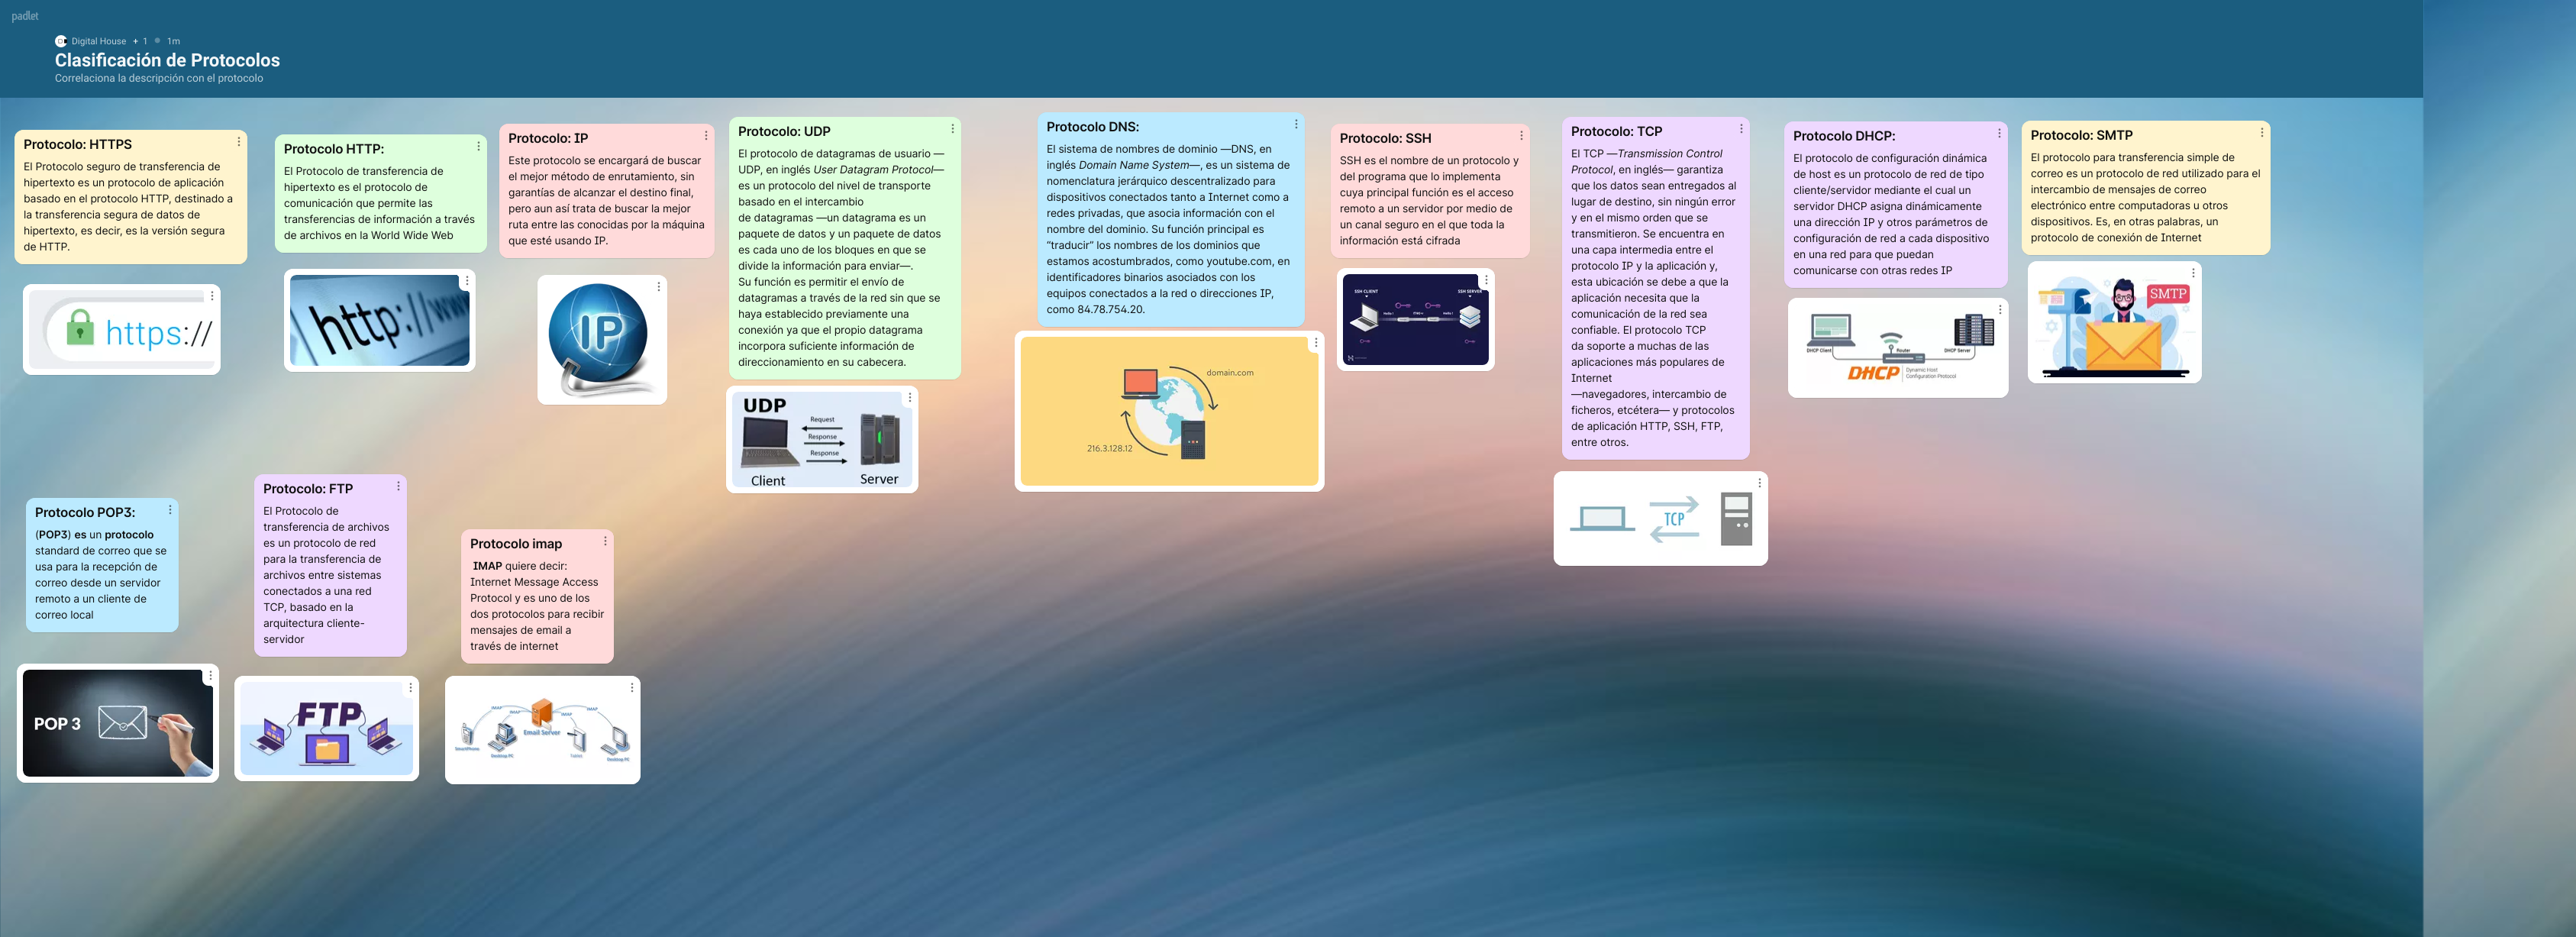 padlet
Digital House + 1 1m
Clasificación de Protocolos
Correlaciona la descripción con el protocolo
Protocolo: HTTPS
El Protocolo seguro de transferencia de
hipertexto es un protocolo de aplicación
basado en el protocolo HTTP, destinado a
la transferencia segura de datos de
hipertexto, es decir, es la versión segura
de HTTP.
https://
Protocolo HTTP:
El Protocolo de transferencia de
hipertexto es el protocolo de
comunicación que permite las
transferencias de información a través
de archivos en la World Wide Web
http://www
Protocolo: IP
Este protocolo se encargará de buscar
el mejor método de enrutamiento, sin
garantías de alcanzar el destino final,
pero aun así trata de buscar la mejor
ruta entre las conocidas por la máquina
que esté usando IP.
IP
Protocolo: UDP
El protocolo de datagramas de usuario —
UDP, en inglés User Datagram Protocol—
es un protocolo del nivel de transporte
basado en el intercambio
de datagramas —un datagrama es un
paquete de datos y un paquete de datos
es cada uno de los bloques en que se
divide la información para enviar—.
Su función es permitir el envío de
datagramas a través de la red sin que se
haya establecido previamente una
conexión ya que el propio datagrama
incorpora suficiente información de
direccionamiento en su cabecera.
UDP
Request
Response
Response
Client
Server
Protocolo DNS:
El sistema de nombres de dominio —DNS, en
inglés Domain Name System—, es un sistema de
nomenclatura jerárquico descentralizado para
dispositivos conectados tanto a Internet como a
redes privadas, que asocia información con el
nombre del dominio. Su función principal es
“traducir” los nombres de los dominios que
estamos acostumbrados, como youtube.com, en
identificadores binarios asociados con los
equipos conectados a la red o direcciones IP,
como 84.78.754.20.
domain.com
216.3.128.12
Protocolo: SSH
SSH es el nombre de un protocolo y
del programa que lo implementa
cuya principal función es el acceso
remoto a un servidor por medio de
un canal seguro en el que toda la
información está cifrada
SSH CLIENT
SSH SERVER
Protocolo: TCP
El TCP —Transmission Control
Protocol, en inglés— garantiza
que los datos sean entregados al
lugar de destino, sin ningún error
y en el mismo orden que se
transmitieron. Se encuentra en
una capa intermedia entre el
protocolo IP y la aplicación y,
esta ubicación se debe a que la
aplicación necesita que la
comunicación de la red sea
confiable. El protocolo TCP
da soporte a muchas de las
aplicaciones más populares de
Internet
—navegadores, intercambio de
ficheros, etcétera— y protocolos
de aplicación HTTP, SSH, FTP,
entre otros.
TCP
Protocolo DHCP:
El protocolo de configuración dinámica
de host es un protocolo de red de tipo
cliente/servidor mediante el cual un
servidor DHCP asigna dinámicamente
una dirección IP y otros parámetros de
configuración de red a cada dispositivo
en una red para que puedan
comunicarse con otras redes IP
DHCP Client
Router
DHCP Server
DHCP
Dynamic Host
Configuration Protocol
Protocolo: SMTP
El protocolo para transferencia simple de
correo es un protocolo de red utilizado para el
intercambio de mensajes de correo
electrónico entre computadoras u otros
dispositivos. Es, en otras palabras, un
protocolo de conexión de Internet
SMTP
Protocolo POP3:
(POP3) es un protocolo
standard de correo que se
usa para la recepción de
correo desde un servidor
remoto a un cliente de
correo local
POP 3
Protocolo: FTP
El Protocolo de
transferencia de archivos
es un protocolo de red
para la transferencia de
archivos entre sistemas
conectados a una red
TCP, basado en la
arquitectura cliente-
servidor
FTP
Protocolo imap
IMAP quiere decir:
Internet Message Access
Protocol y es uno de los
dos protocolos para recibir
mensajes de email a
través de internet
IMAP
IMAP
IMAP
IMAP
Email Server
SmartPhone
Desktop PC
Tablet
Desktop PC